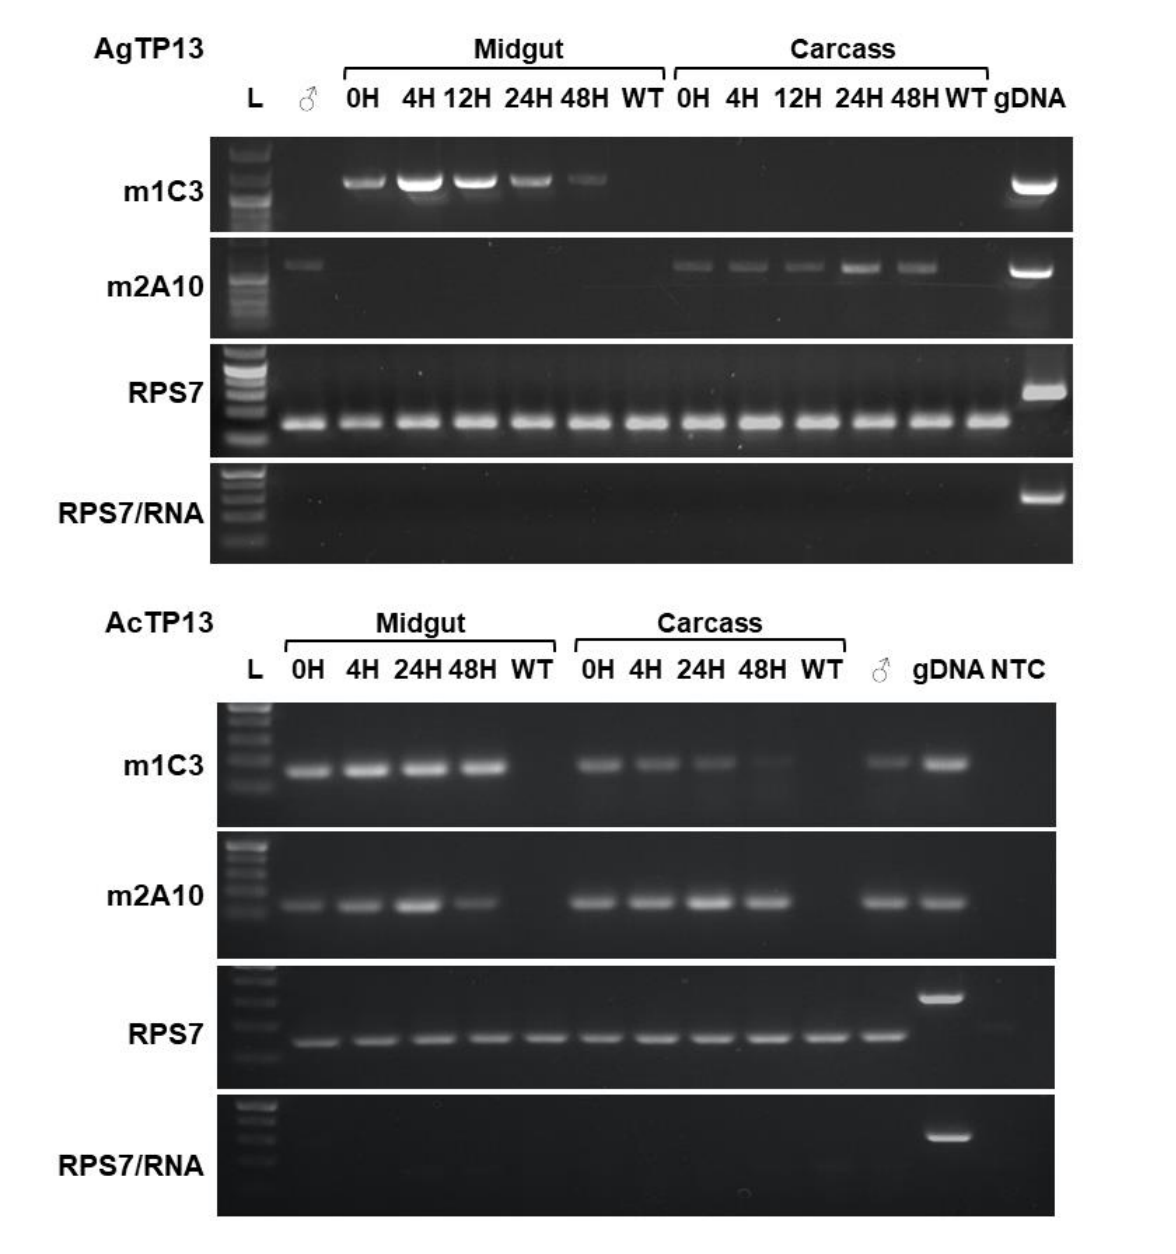 AgTP13 Midgut Carcass
L ♂ 0H 4H 12H 24H 48H WT 0H 4H 12H 24H 48H WT gDNA
m1C3
m2A10
RPS7
RPS7/RNA
AcTP13 Midgut Carcass
L 0H 4H 24H 48H WT 0H 4H 24H 48H WT ♂ gDNA NTC
m1C3
m2A10
RPS7
RPS7/RNA